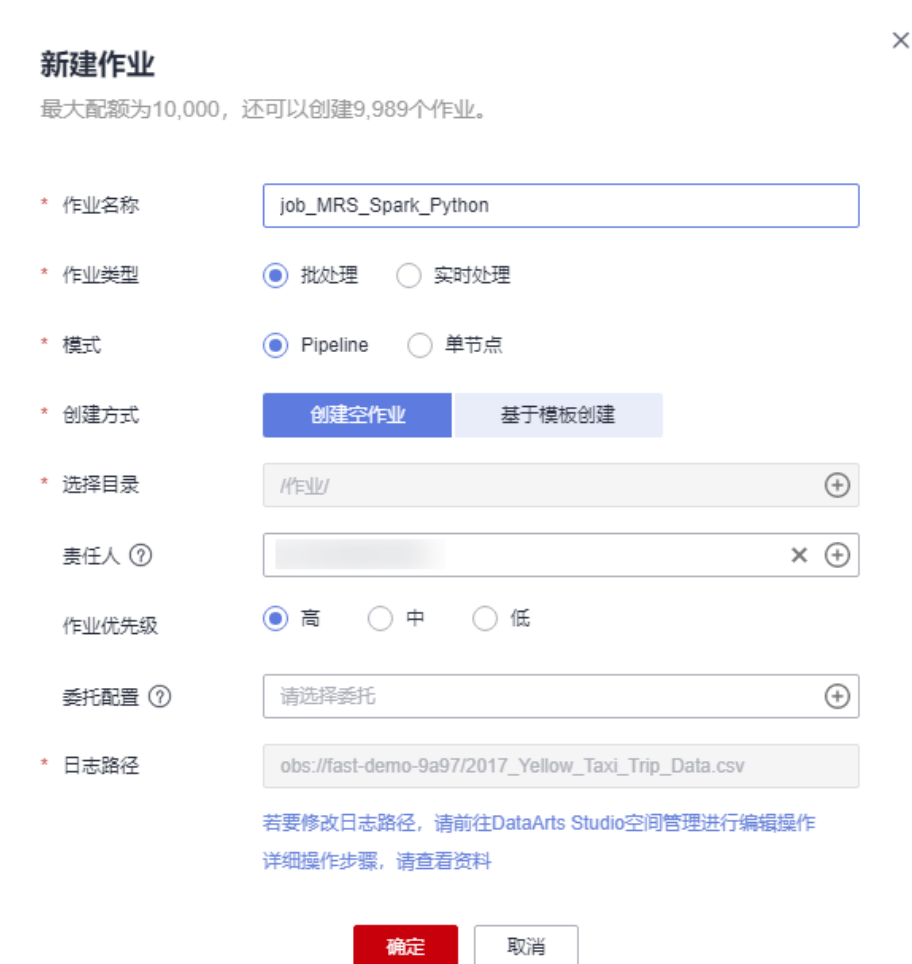 新建作业
最大配额为10,000，还可以创建9,989个作业。
* 作业名称 job_MRS_Spark_Python
* 作业类型 批处理 实时处理
* 模式 Pipeline 单节点
* 创建方式 创建空作业 基于模板创建
* 选择目录 /作业/
责任人
作业优先级 高 中 低
委托配置 请选择委托
* 日志路径 obs://fast-demo-9a97/2017_Yellow_Taxi_Trip_Data.csv
若要修改日志路径，请前往DataArts Studio空间管理进行编辑操作
详细操作步骤，请查看资料
确定 取消